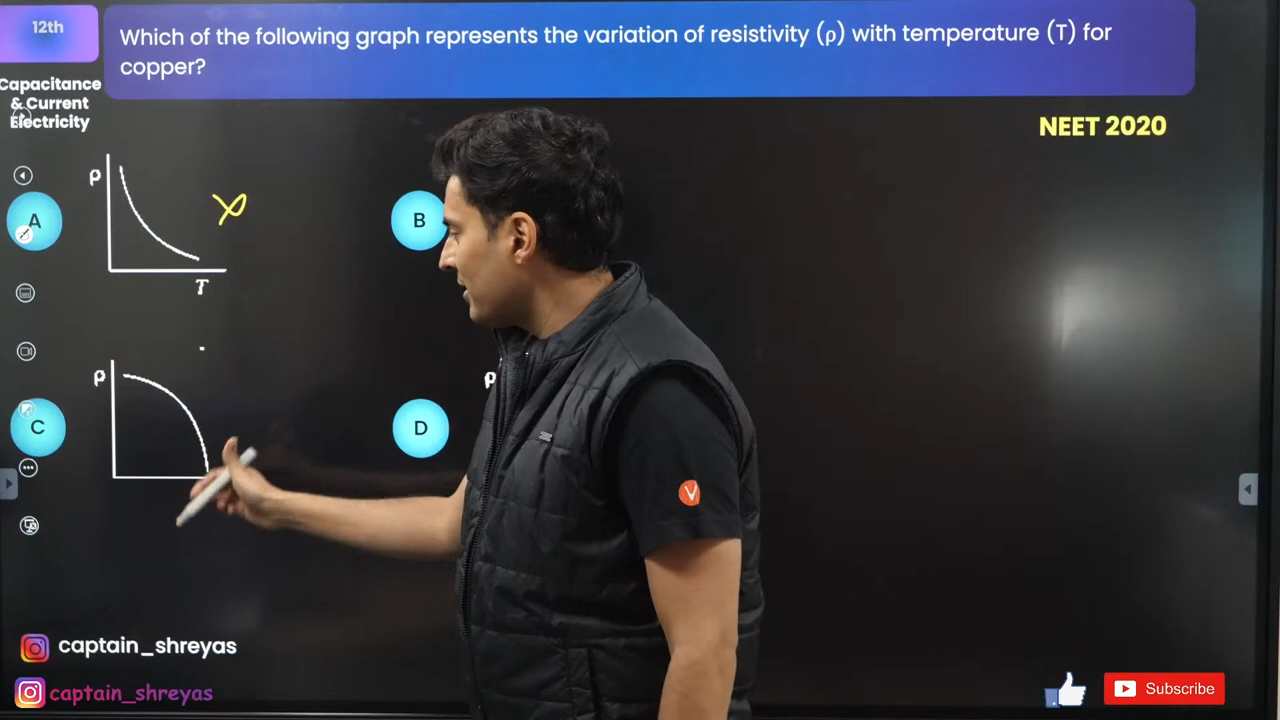 12th
Which of the following graph represents the variation of resistivity (ρ) with temperature (T) for
copper?
Capacitance
& Current
Electricity
NEET 2020
ρ
A
T
B
ρ
C
ρ
D
V
captain_shreyas
captain_shreyas
Subscribe